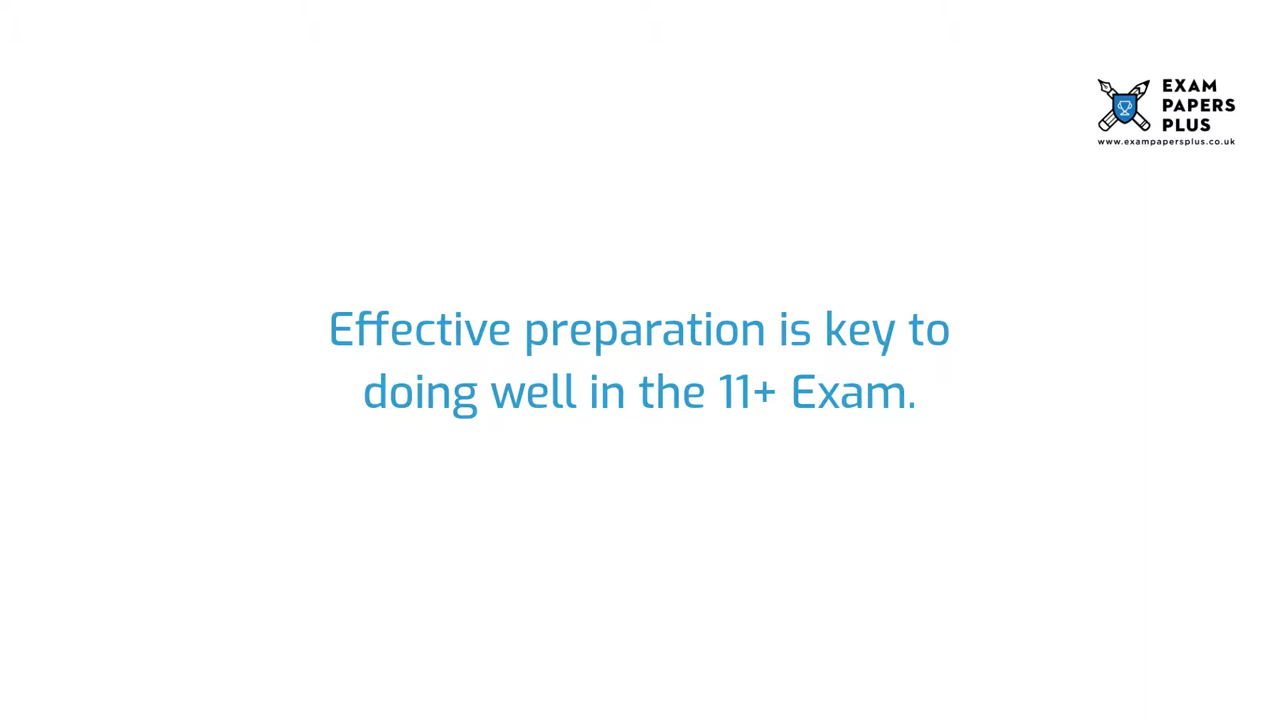 EXAM
PAPERS
PLUS
www.exampapersplus.co.uk
Effective preparation is key to
doing well in the 11+ Exam.